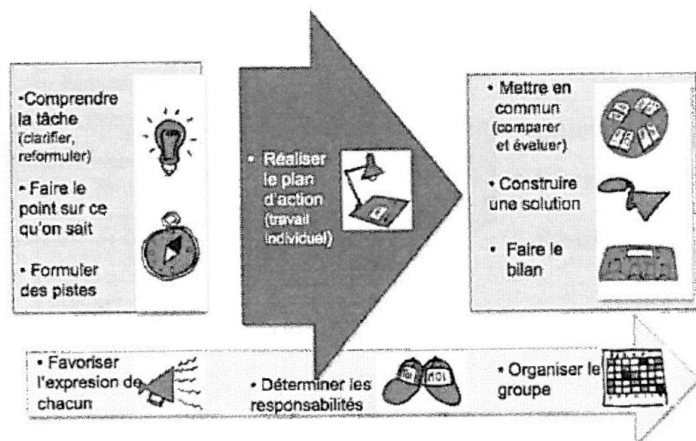 •Comprendre
la tâche
(clarifier,
reformuler)
• Faire le
point sur ce
qu'on sait
• Formuler
des pistes
• Réaliser
le plan
d'action
(travail
individuel)
• Mettre en
commun
(comparer
et évaluer)
• Construire
une solution
• Faire le
bilan
• Favoriser
l'expresion de
chacun
• Déterminer les
responsabilités
• Organiser le
groupe